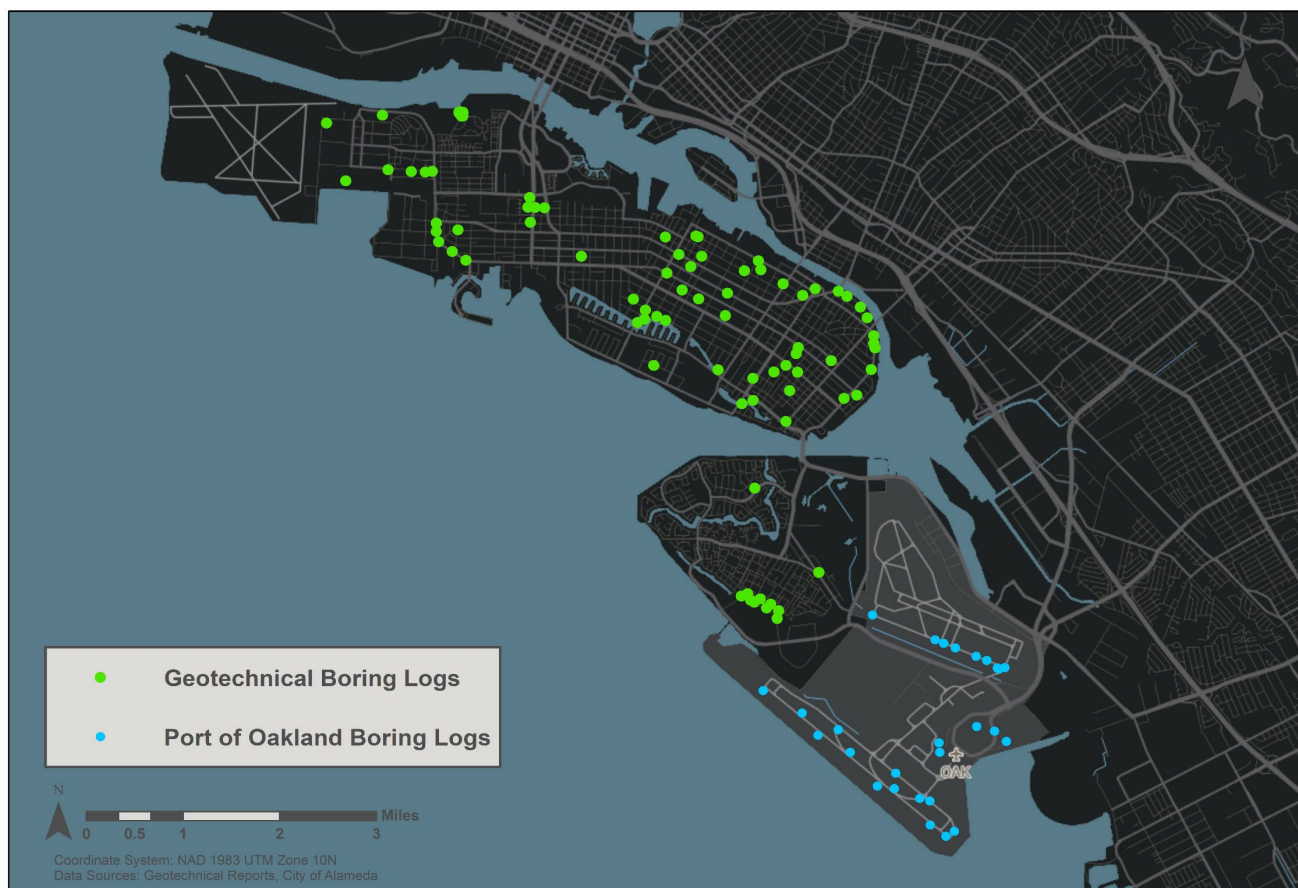 Geotechnical Boring Logs
Port of Oakland Boring Logs
OAK
N
Miles
0 0.5 1 2 3
Coordinate System: NAD 1983 UTM Zone 10N
Data Sources: Geotechnical Reports, City of Alameda